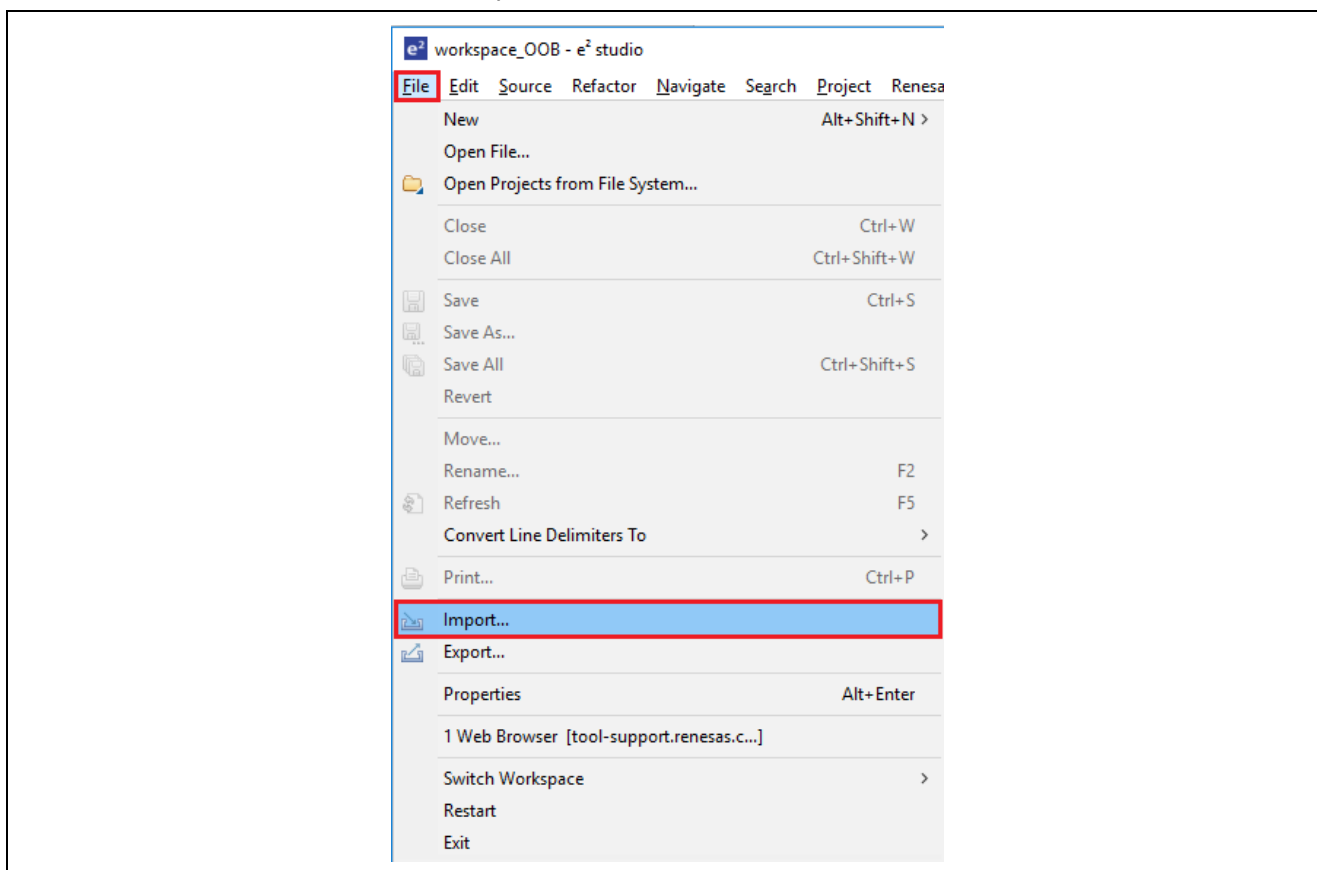 e² workspace_OOB - e² studio
File Edit Source Refactor Navigate Search Project Renesa
New Alt+Shift+N >
Open File...
Open Projects from File System...
Close Ctrl+W
Close All Ctrl+Shift+W
Save Ctrl+S
Save As...
Save All Ctrl+Shift+S
Revert
Move...
Rename... F2
Refresh F5
Convert Line Delimiters To >
Print... Ctrl+P
Import...
Export...
Properties Alt+Enter
1 Web Browser [tool-support.renesas.c...]
Switch Workspace >
Restart
Exit